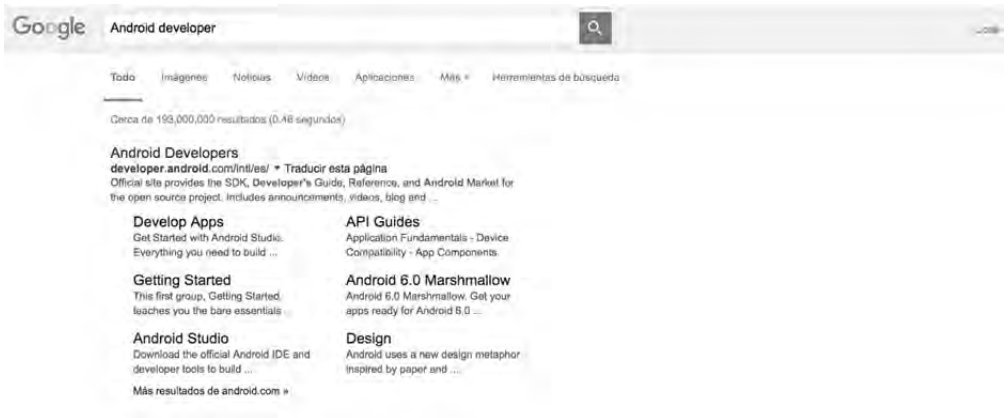 Google
Android developer
Todo Imágenes Noticias Vídeos Aplicaciones Más Herramientas de búsqueda
Cerca de 193,000,000 resultados (0.46 segundos)
Android Developers
developer.android.com/intl/es/ ▾ Traducir esta página
Official site provides the SDK, Developer's Guide, Reference, and Android Market for
the open source project. Includes announcements, videos, blog and ...
Develop Apps
Get Started with Android Studio.
Everything you need to build ...
API Guides
Application Fundamentals - Device
Compatibility - App Components.
Getting Started
This first group, Getting Started,
teaches you the bare essentials ...
Android 6.0 Marshmallow
Android 6.0 Marshmallow. Get your
apps ready for Android 6.0 ...
Android Studio
Download the official Android IDE and
developer tools to build ...
Design
Android uses a new design metaphor
inspired by paper and ....
Más resultados de android.com »